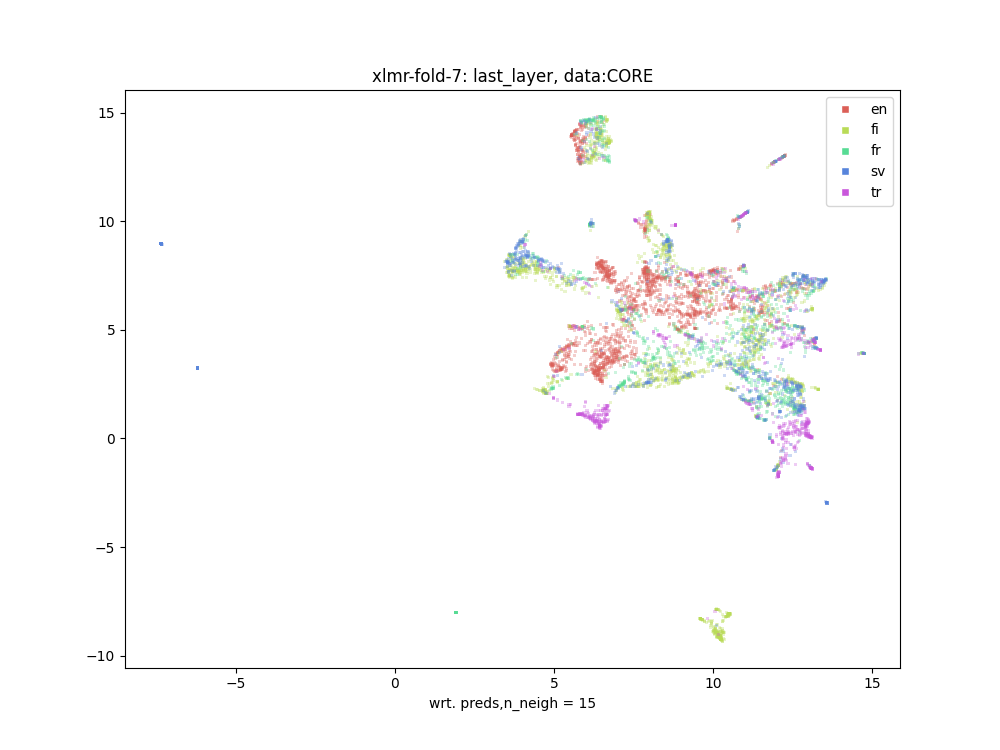 xlmr-fold-7: last_layer, data:CORE
en
fi
fr
sv
tr
15
10
5
0
−5
−10
−5
0
5
10
15
wrt. preds,n_neigh = 15